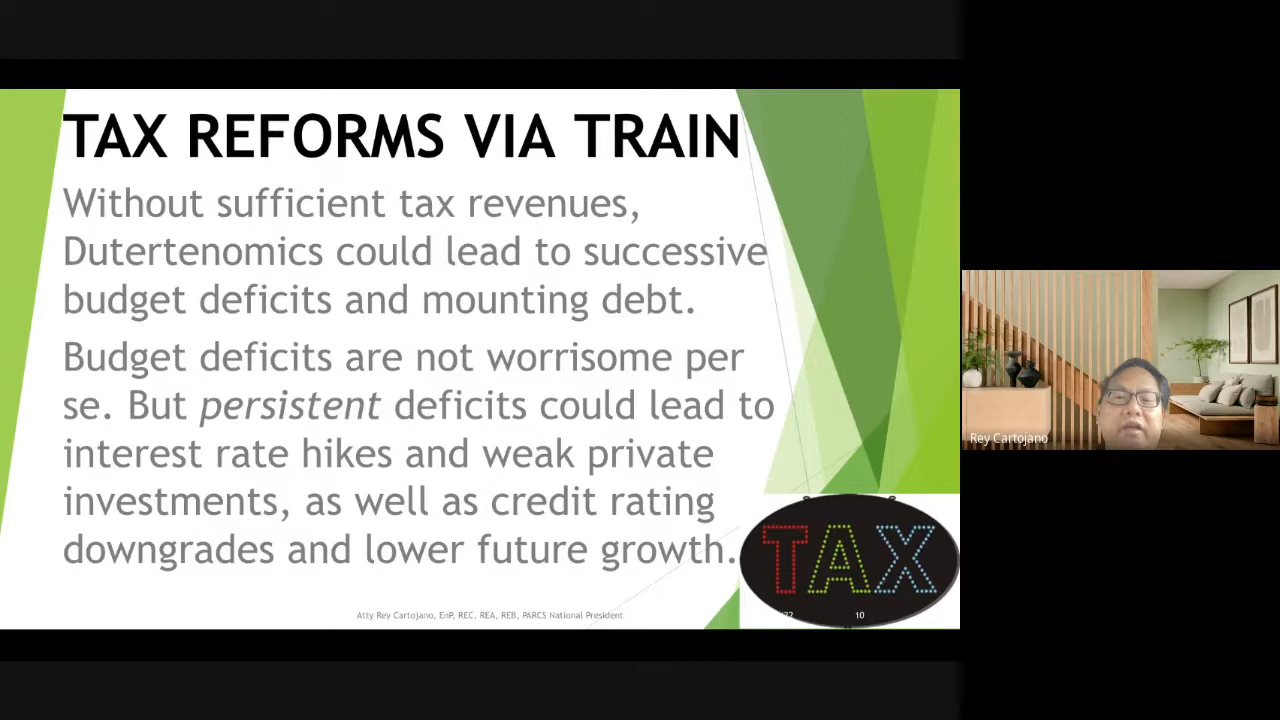 TAX REFORMS VIA TRAIN
Without sufficient tax revenues,
Dutertenomics could lead to successive
budget deficits and mounting debt.
Budget deficits are not worrisome per
se. But persistent deficits could lead to
interest rate hikes and weak private
investments, as well as credit rating
downgrades and lower future growth.
TAX
Atty Rey Cartojano, EnP, REC, REA, REB, PARCS National President
10
Rey Cartojano